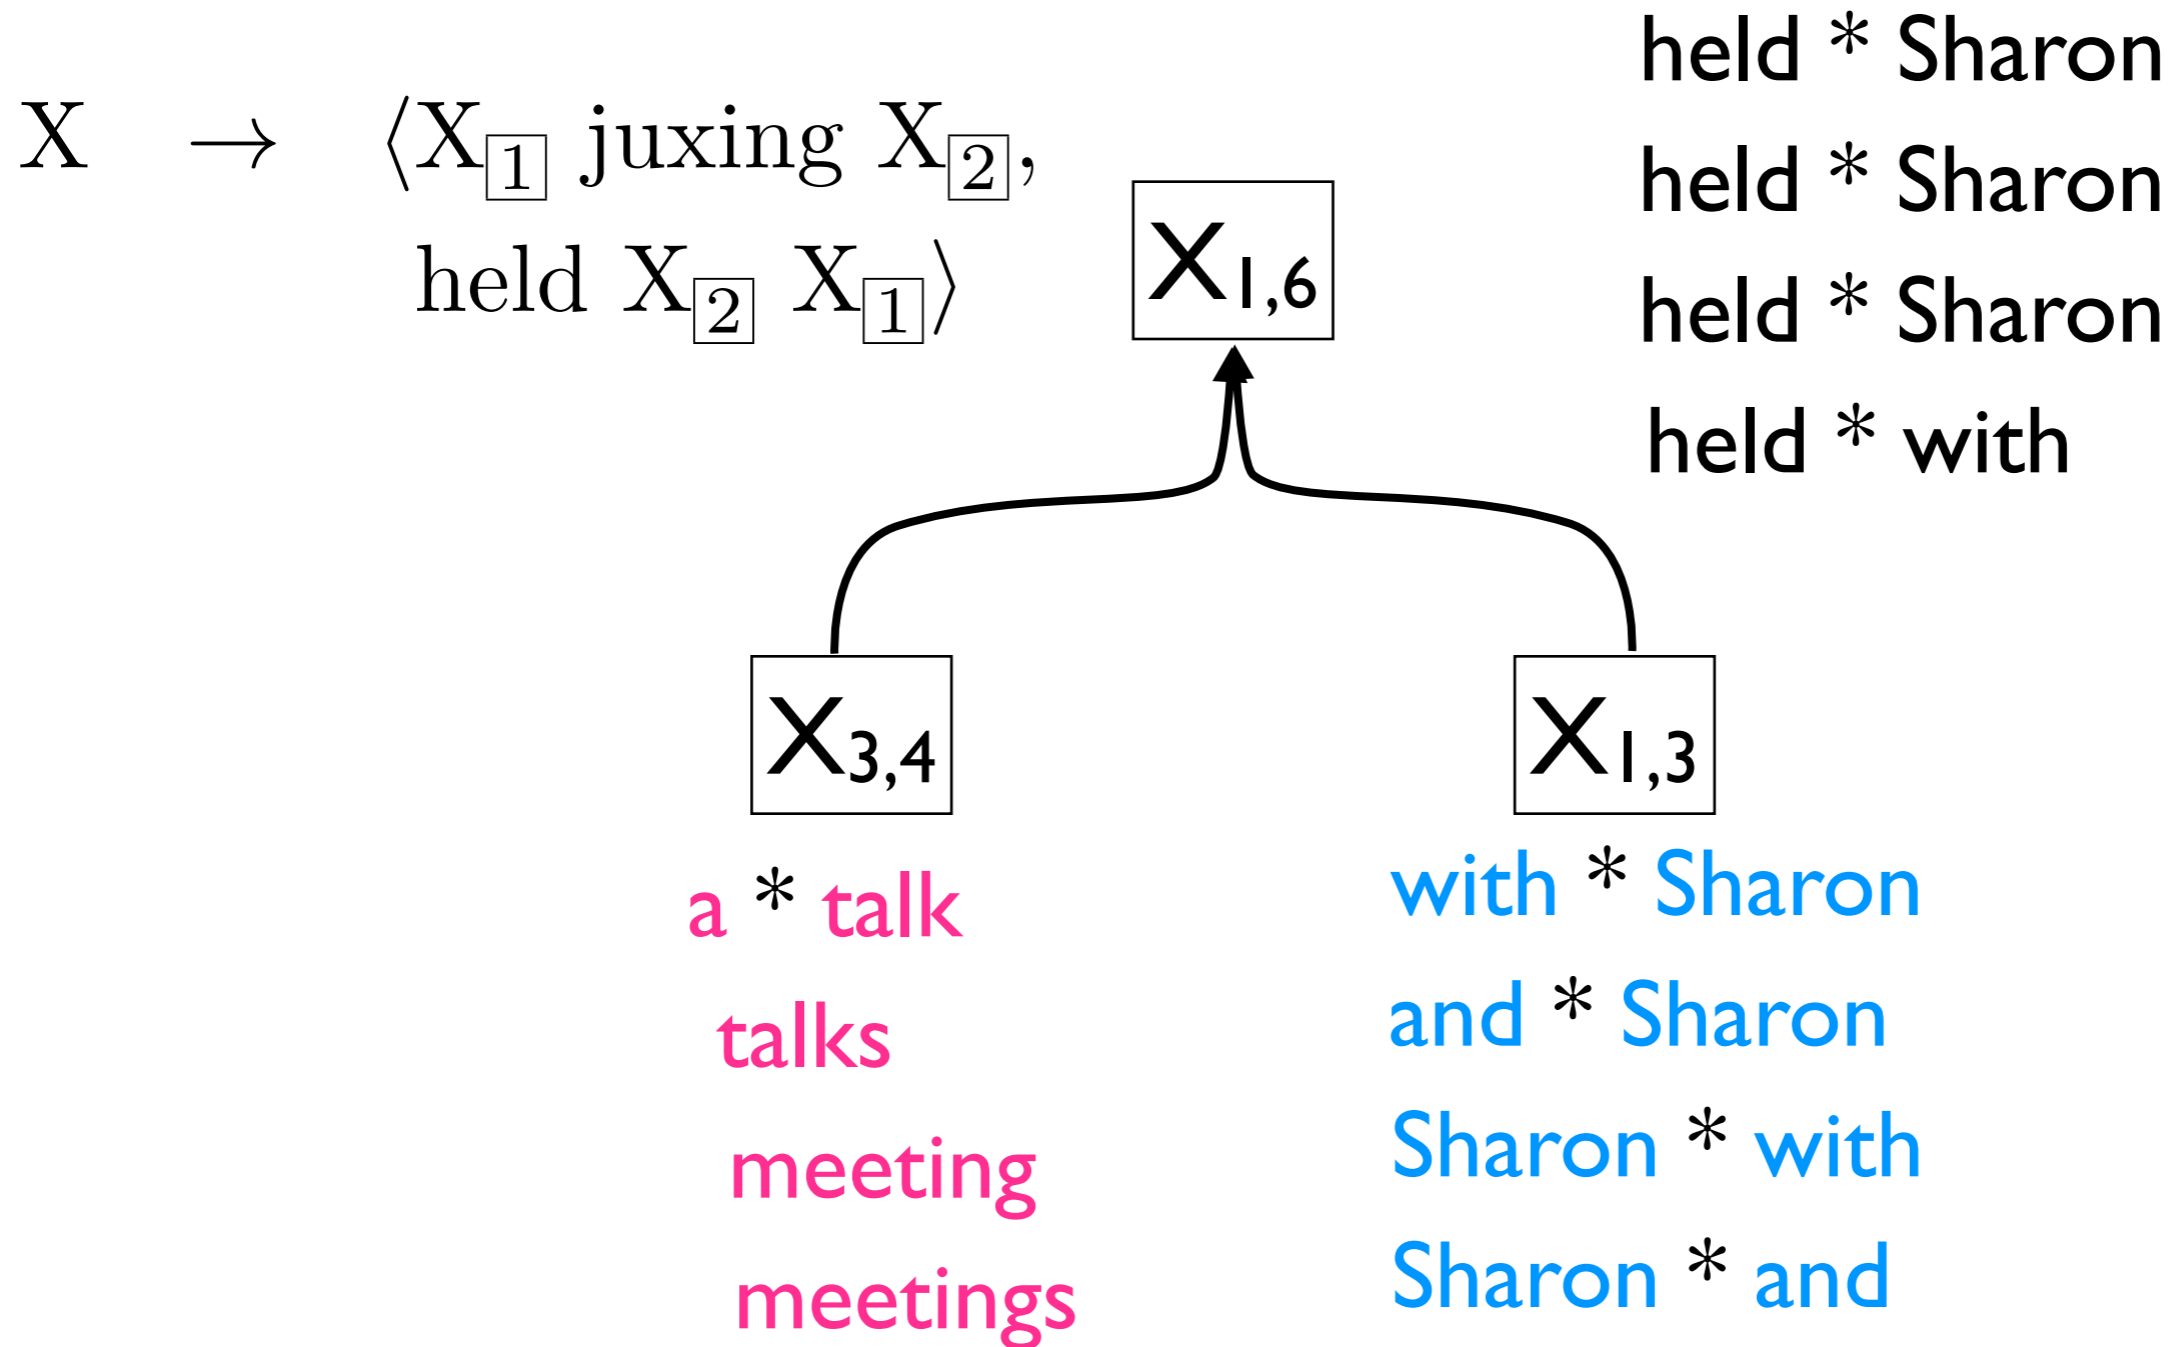 X → ⟨X1 juxing X2,
held X2 X1⟩
X1,6
held * Sharon
held * Sharon
held * Sharon
held * with
X3,4
a * talk
talks
meeting
meetings
X1,3
with * Sharon
and * Sharon
Sharon * with
Sharon * and